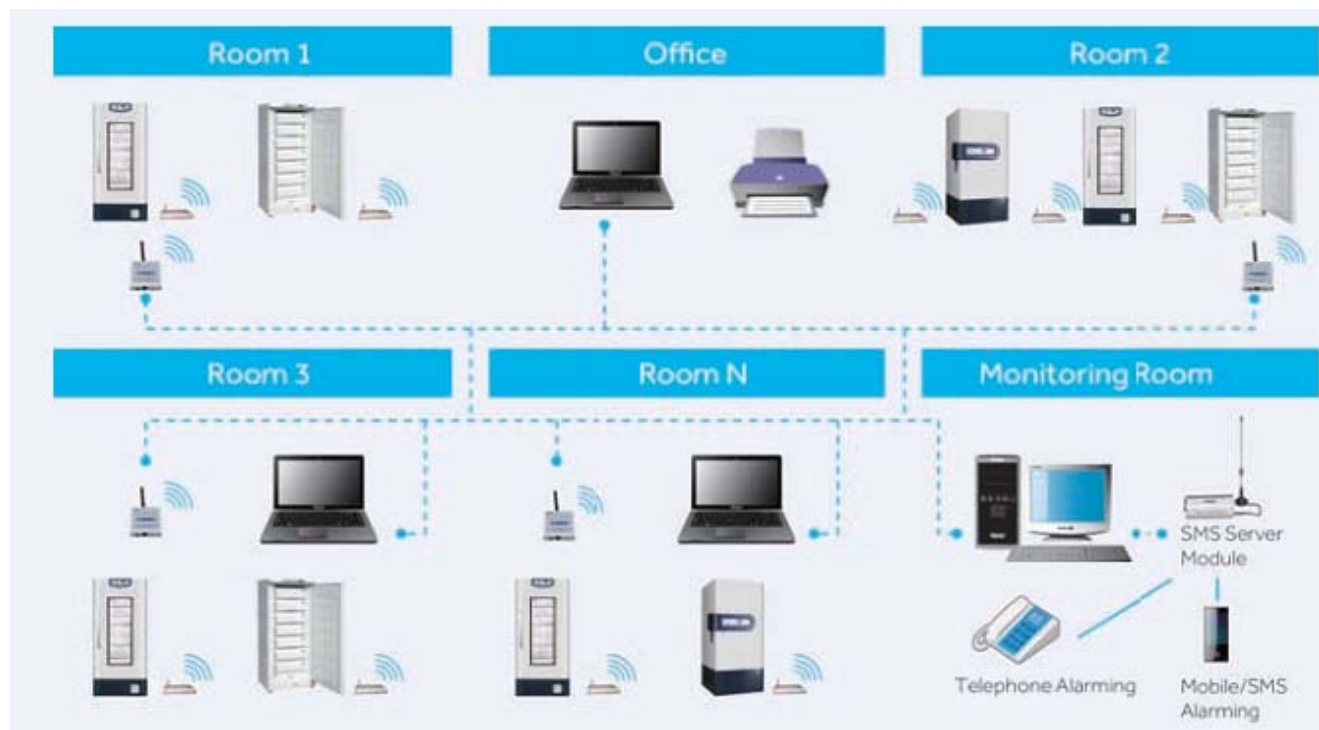 Room 1
Office
Room 2
Room 3
Room N
Monitoring Room
SMS Server
Module
Telephone Alarming
Mobile/SMS
Alarming